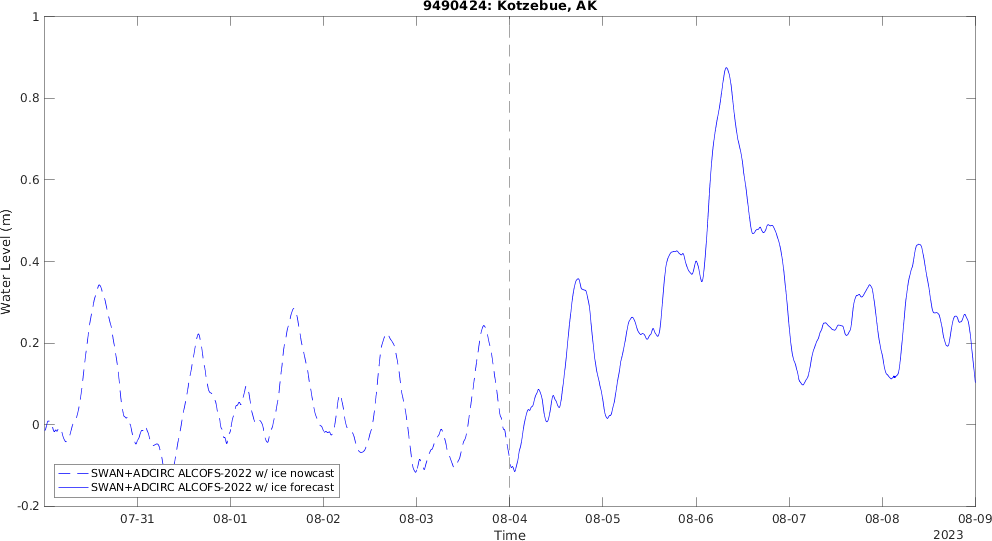 9490424: Kotzebue, AK
1
0.8
0.6
0.4
0.2
0
-0.2
Water Level (m)
SWAN+ADCIRC ALCOFS-2022 w/ ice nowcast
SWAN+ADCIRC ALCOFS-2022 w/ ice forecast
07-31 08-01 08-02 08-03 08-04 08-05 08-06 08-07 08-08 08-09
Time
2023